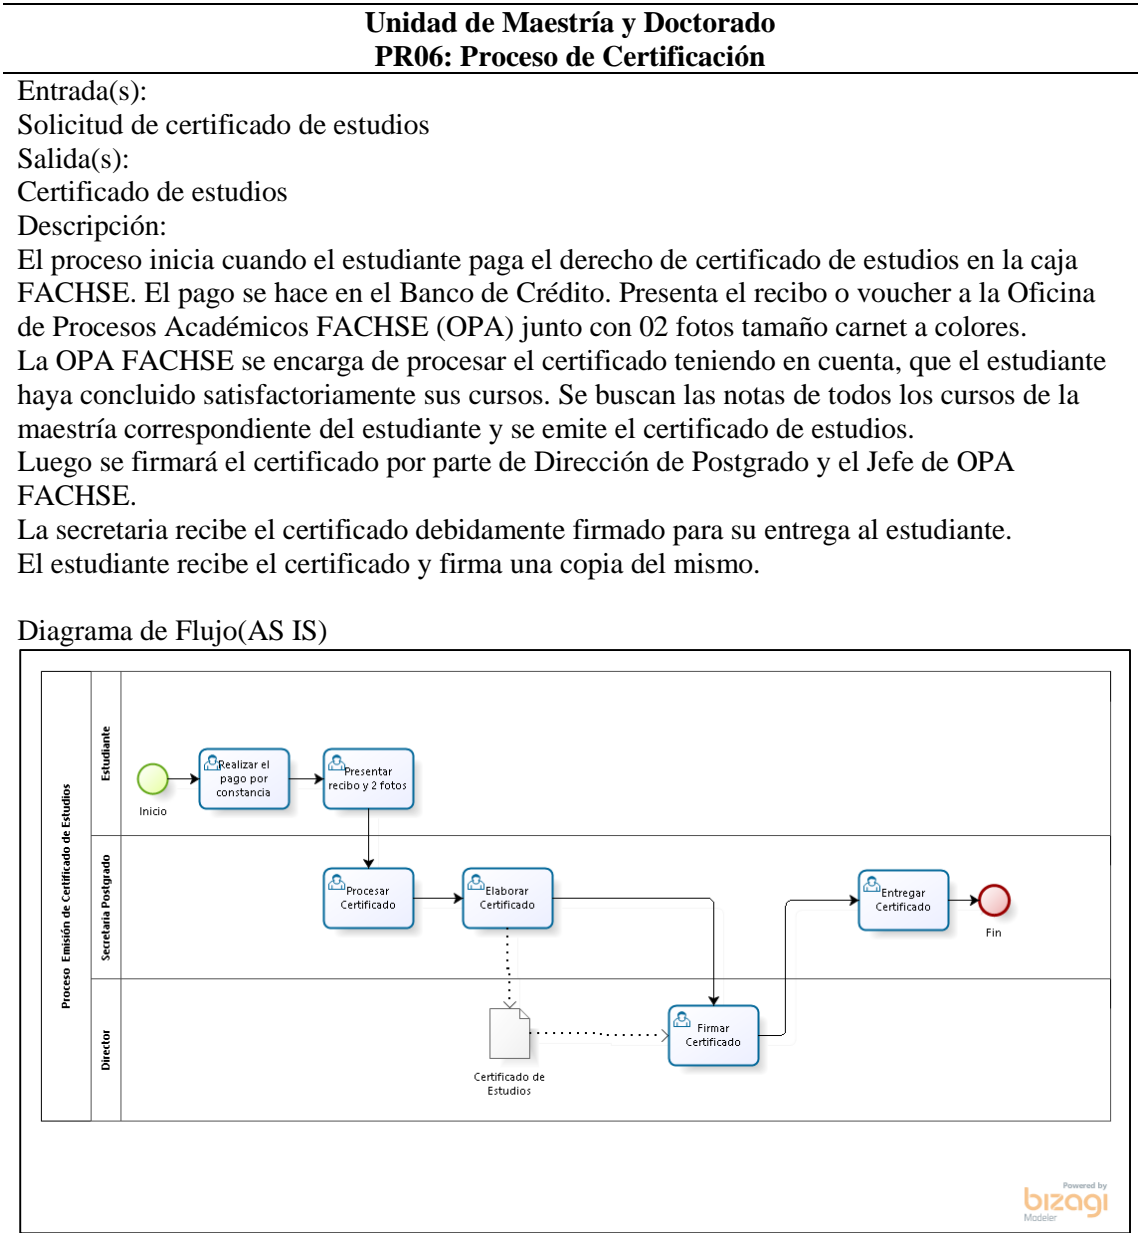 Unidad de Maestría y Doctorado
PR06: Proceso de Certificación
Entrada(s):
Solicitud de certificado de estudios
Salida(s):
Certificado de estudios
Descripción:
El proceso inicia cuando el estudiante paga el derecho de certificado de estudios en la caja
FACHSE. El pago se hace en el Banco de Crédito. Presenta el recibo o voucher a la Oficina
de Procesos Académicos FACHSE (OPA) junto con 02 fotos tamaño carnet a colores.
La OPA FACHSE se encarga de procesar el certificado teniendo en cuenta, que el estudiante
haya concluido satisfactoriamente sus cursos. Se buscan las notas de todos los cursos de la
maestría correspondiente del estudiante y se emite el certificado de estudios.
Luego se firmará el certificado por parte de Dirección de Postgrado y el Jefe de OPA
FACHSE.
La secretaria recibe el certificado debidamente firmado para su entrega al estudiante.
El estudiante recibe el certificado y firma una copia del mismo.
Diagrama de Flujo(AS IS)
Proceso Emisión de Certificado de Estudios
Estudiante
Inicio
Realizar el
pago por
constancia
Presentar
recibo y 2 fotos
Secretaria Postgrado
Procesar
Certificado
Elaborar
Certificado
Entregar
Certificado
Fin
Director
Certificado de
Estudios
Firmar
Certificado
Powered by
bizagi
Modeler